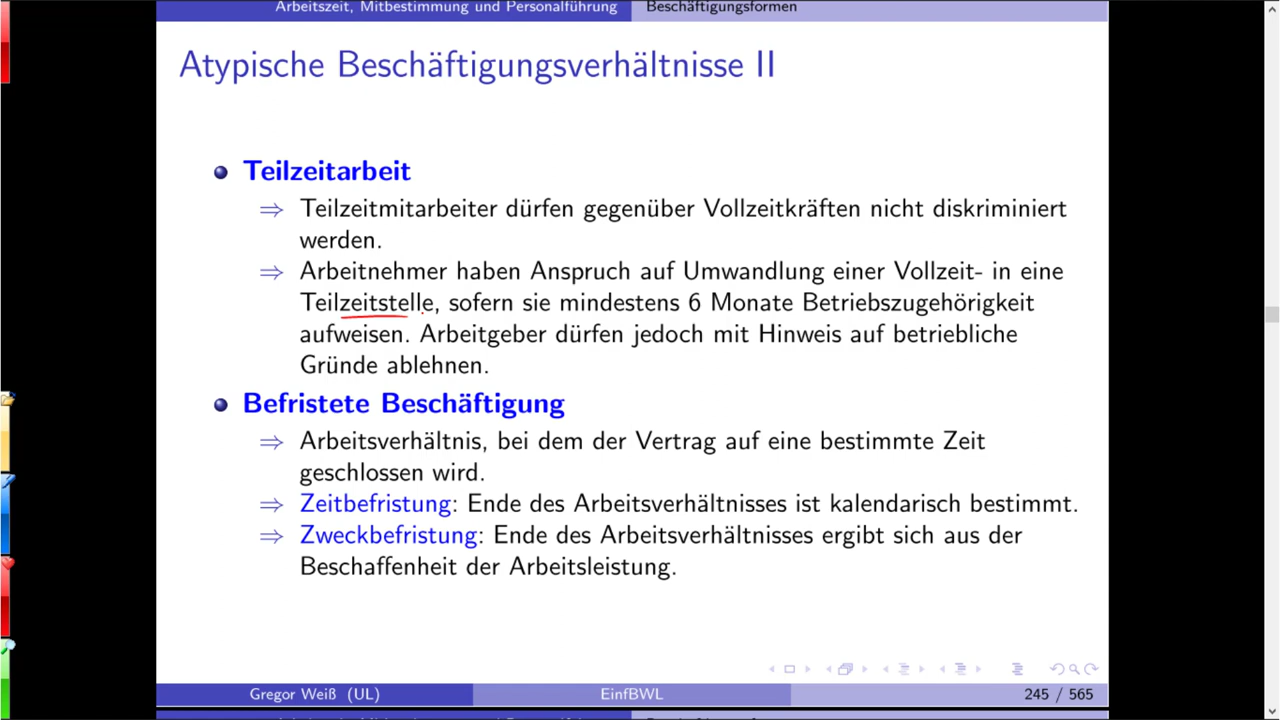 Arbeitszeit, Mitbestimmung und Personalführung Beschäftigungsformen
Atypische Beschäftigungsverhältnisse II
Teilzeitarbeit
⇒ Teilzeitmitarbeiter dürfen gegenüber Vollzeitkräften nicht diskriminiert
werden.
⇒ Arbeitnehmer haben Anspruch auf Umwandlung einer Vollzeit- in eine
Teilzeitstelle, sofern sie mindestens 6 Monate Betriebszugehörigkeit
aufweisen. Arbeitgeber dürfen jedoch mit Hinweis auf betriebliche
Gründe ablehnen.
Befristete Beschäftigung
⇒ Arbeitsverhältnis, bei dem der Vertrag auf eine bestimmte Zeit
geschlossen wird.
⇒ Zeitbefristung: Ende des Arbeitsverhältnisses ist kalendarisch bestimmt.
⇒ Zweckbefristung: Ende des Arbeitsverhältnisses ergibt sich aus der
Beschaffenheit der Arbeitsleistung.
Gregor Weiß (UL) EinfBWL 245 / 565